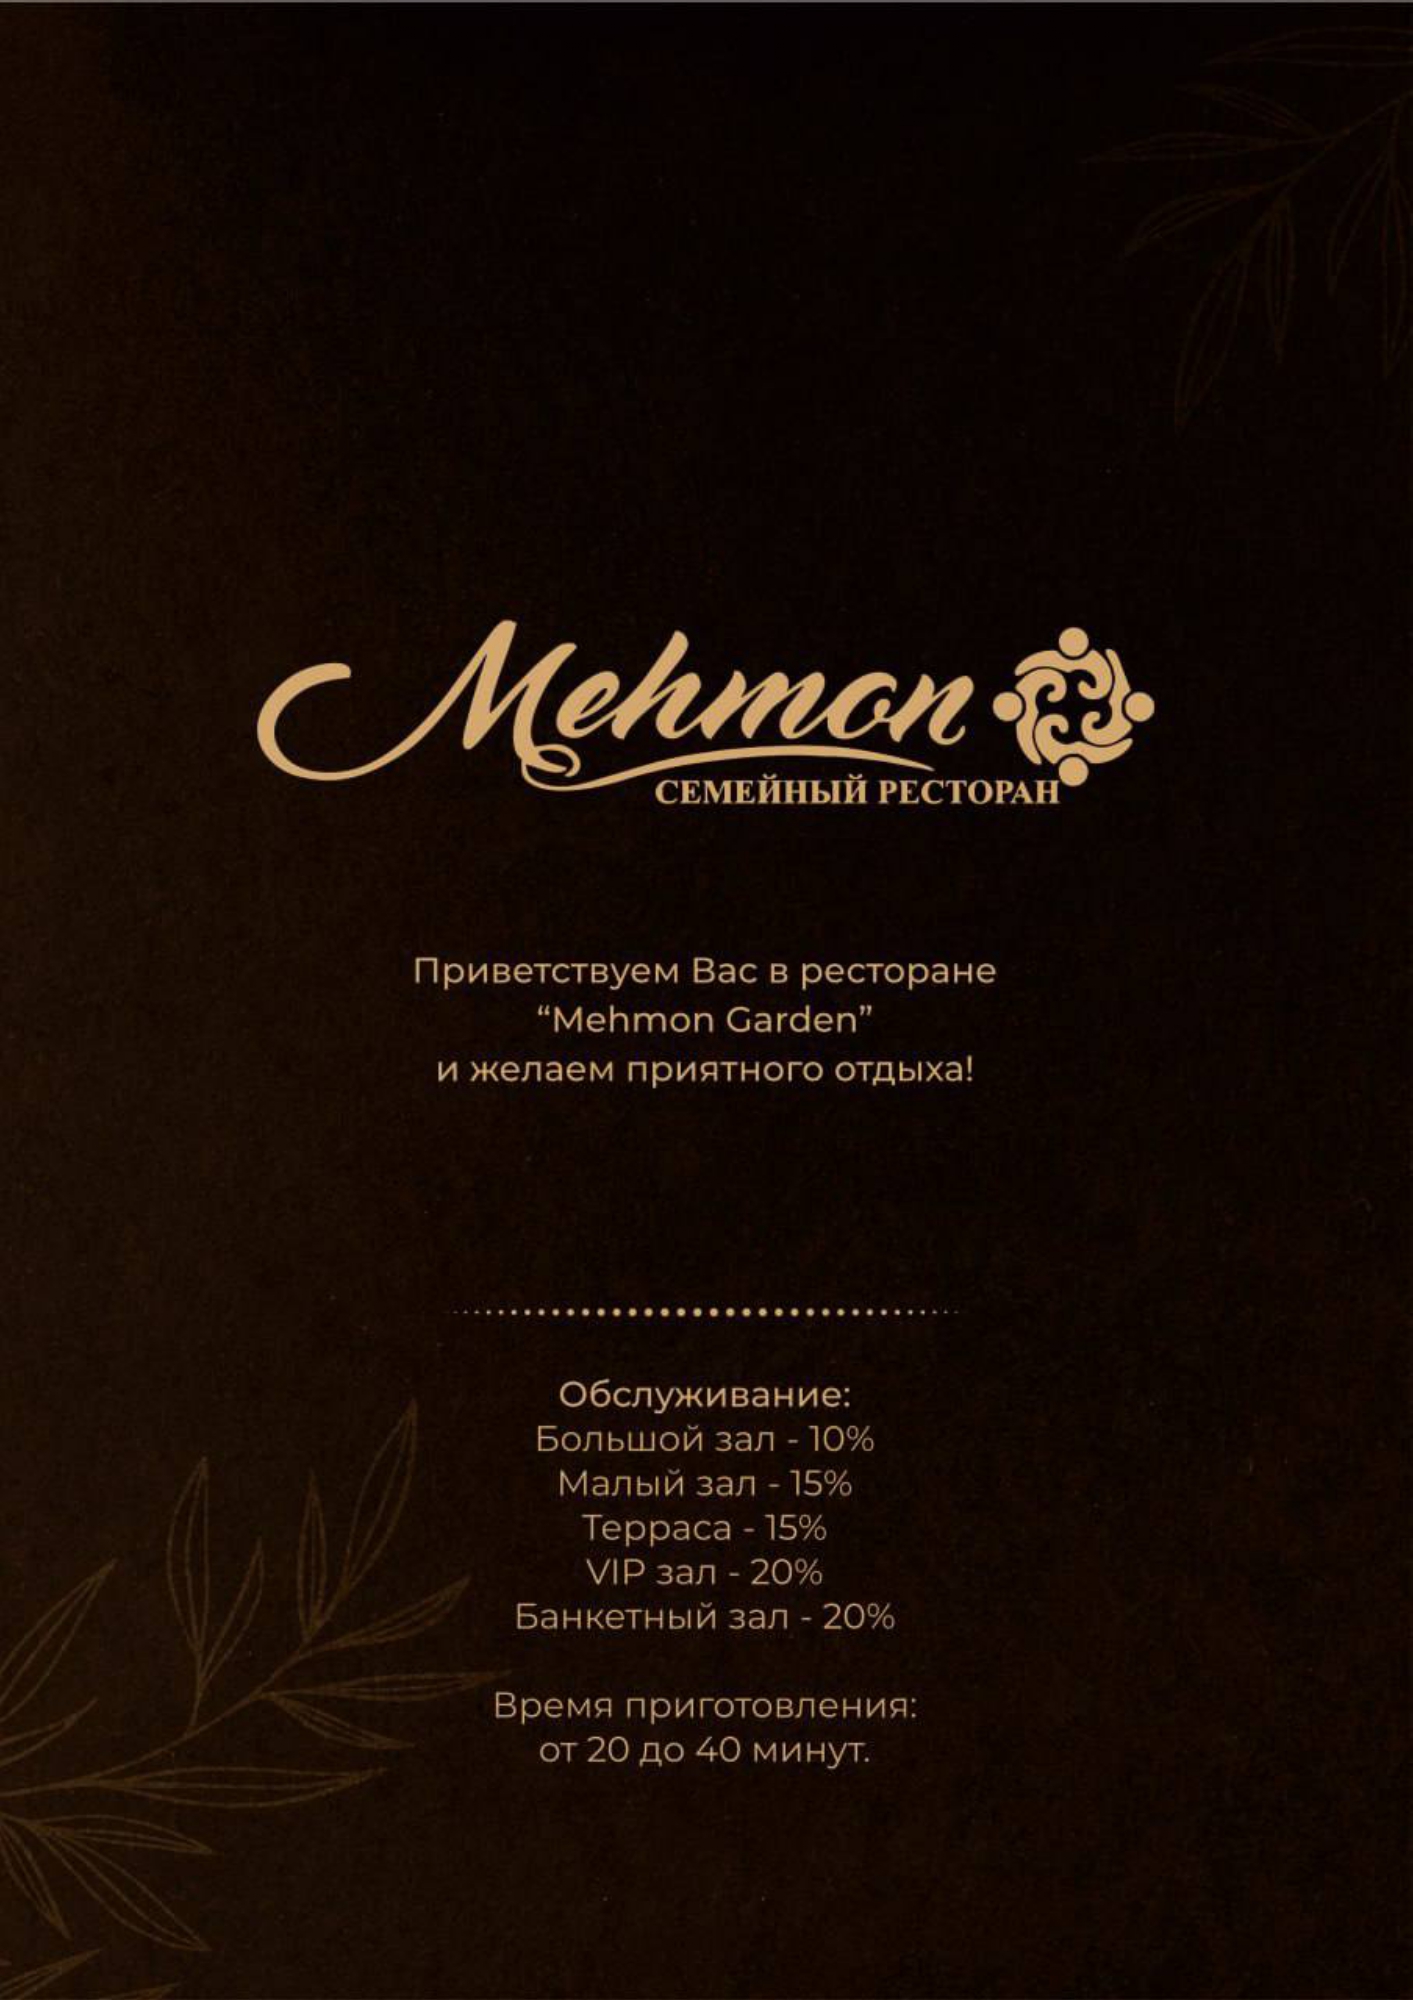 Mehmon
СЕМЕЙНЫЙ РЕСТОРАН
Приветствуем Вас в ресторане
“Mehmon Garden”
и желаем приятного отдыха!
Обслуживание:
Большой зал - 10%
Малый зал - 15%
Терраса - 15%
VIP зал - 20%
Банкетный зал - 20%
Время приготовления:
от 20 до 40 минут.